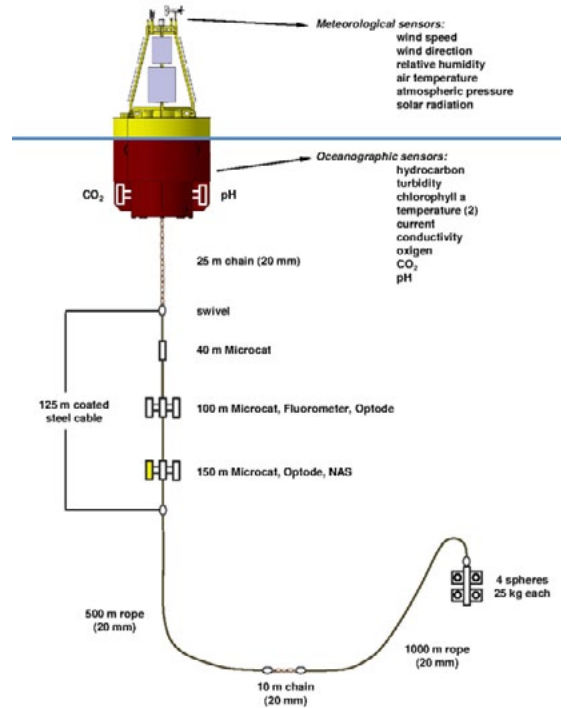 Meteorological sensors:
wind speed
wind direction
relative humidity
air temperature
atmospheric pressure
solar radiation
Oceanographic sensors:
hydrocarbon
turbidity
chlorophyll a
temperature (2)
current
conductivity
oxigen
CO₂
pH
CO₂
pH
25 m chain (20 mm)
swivel
40 m Microcat
125 m coated
steel cable
100 m Microcat, Fluorometer, Optode
150 m Microcat, Optode, NAS
4 spheres
25 kg each
500 m rope
(20 mm)
1000 m rope
(20 mm)
10 m chain
(20 mm)